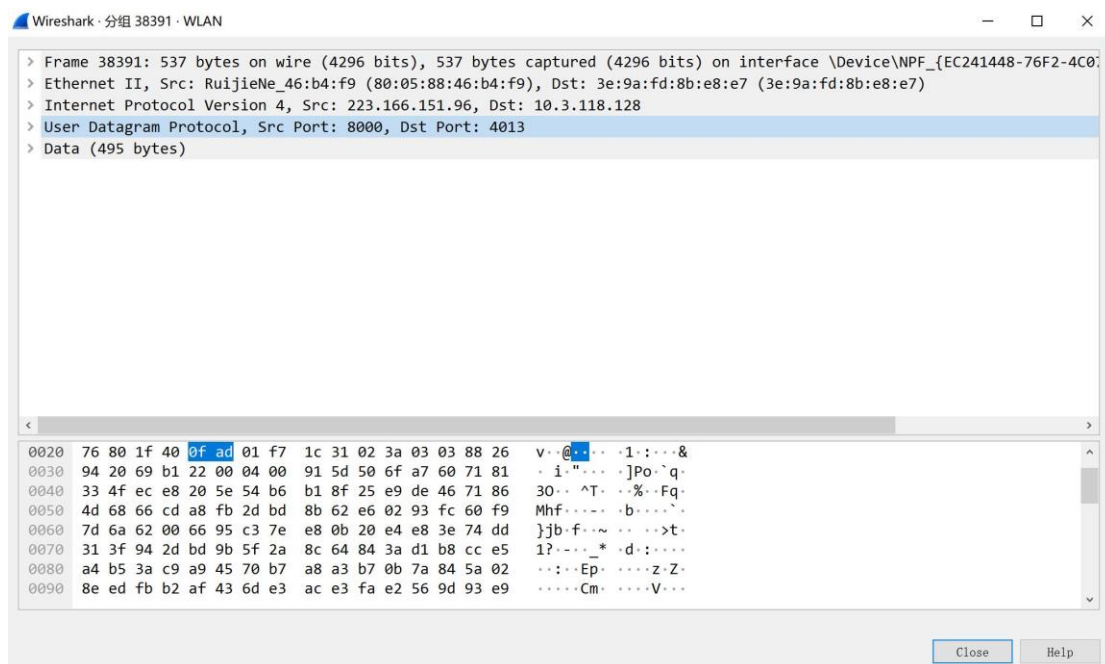 Wireshark · 分组 38391 · WLAN
> Frame 38391: 537 bytes on wire (4296 bits), 537 bytes captured (4296 bits) on interface \Device\NPF_{EC241448-76F2-4C07
> Ethernet II, Src: RuijieNe_46:b4:f9 (80:05:88:46:b4:f9), Dst: 3e:9a:fd:8b:e8:e7 (3e:9a:fd:8b:e8:e7)
> Internet Protocol Version 4, Src: 223.166.151.96, Dst: 10.3.118.128
> User Datagram Protocol, Src Port: 8000, Dst Port: 4013
> Data (495 bytes)
0020 76 80 1f 40 0f ad 01 f7 1c 31 02 3a 03 03 88 26 v··@···· ·1·:···&
0030 94 20 69 b1 22 00 04 00 91 5d 50 6f a7 60 71 81 · i·"··· ·]Po·`q·
0040 33 4f ec e8 20 5e 54 b6 b1 8f 25 e9 de 46 71 86 3O·· ^T· ··%··Fq·
0050 4d 68 66 cd a8 fb 2d bd 8b 62 e6 02 93 fc 60 f9 Mhf···-· ·b····`·
0060 7d 6a 62 00 66 95 c3 7e e8 0b 20 e4 e8 3e 74 dd }jb·f··~ ·· ··>t·
0070 31 3f 94 2d bd 9b 5f 2a 8c 64 84 3a d1 b8 cc e5 1?·-··_* ·d·:····
0080 a4 b5 3a c9 a9 45 70 b7 a8 a3 b7 0b 7a 84 5a 02 ··:··Ep· ····z·Z·
0090 8e ed fb b2 af 43 6d e3 ac e3 fa e2 56 9d 93 e9 ·····Cm· ····V···
Close Help